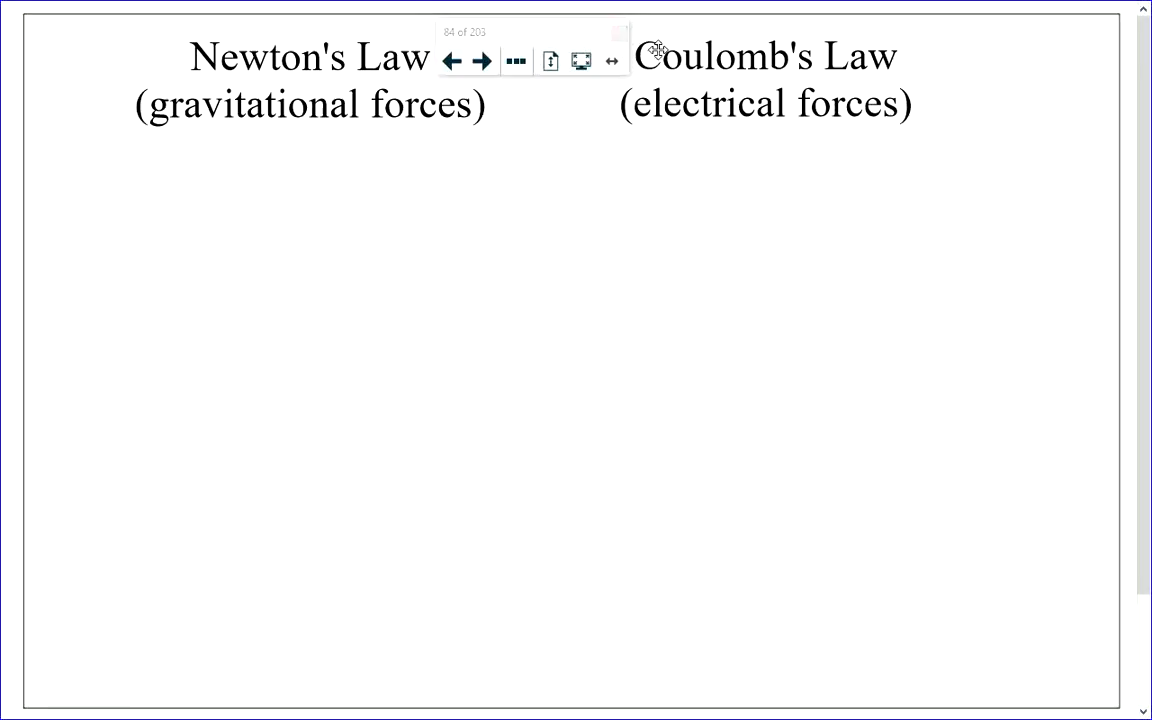 84 of 203
Newton's Law
(gravitational forces)
Coulomb's Law
(electrical forces)